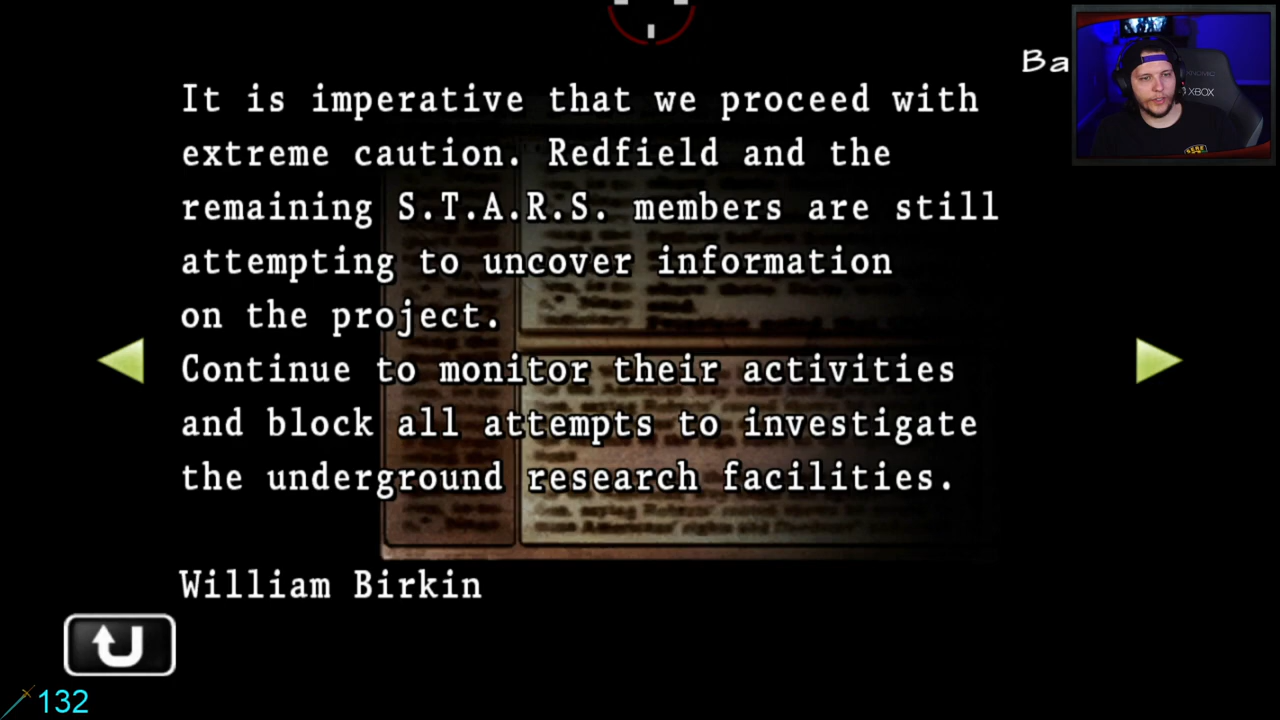 Ba
It is imperative that we proceed with
extreme caution. Redfield and the
remaining S.T.A.R.S. members are still
attempting to uncover information
on the project.
Continue to monitor their activities
and block all attempts to investigate
the underground research facilities.
William Birkin
132
XBOX